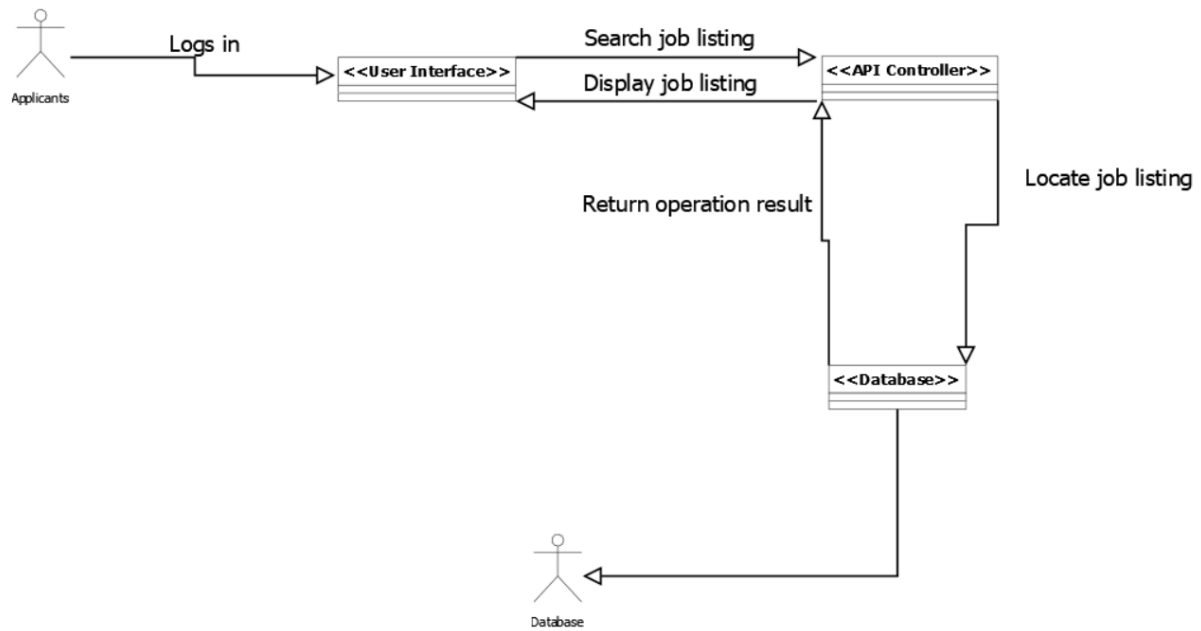 Logs in
Search job listing
<<User Interface>>
<<API Controller>>
Display job listing
Applicants
Locate job listing
Return operation result
<<Database>>
Database